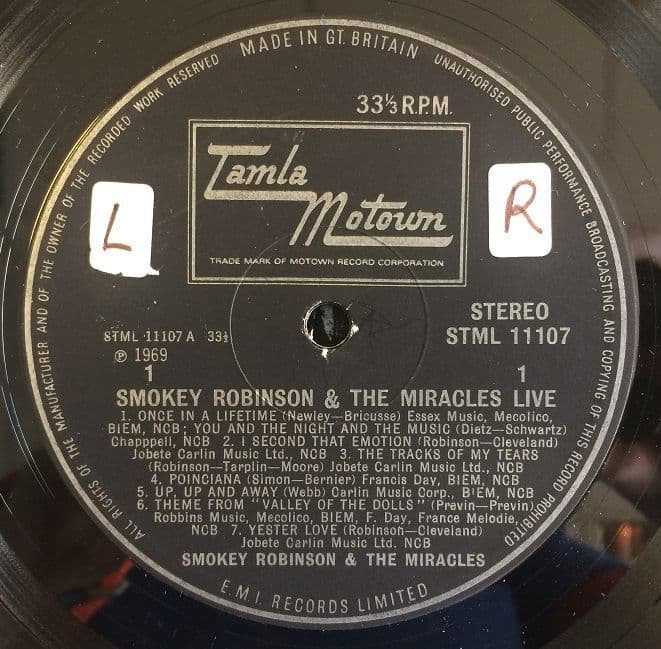 MADE IN GT. BRITAIN
UNAUTHORISED PUBLIC PERFORMANCE BROADCASTING AND COPYING OF THIS RECORD PROHIBITED
ALL RIGHTS OF THE MANUFACTURER AND OF THE OWNER OF THE RECORDED WORK RESERVED
33⅓ R.P.M.
Tamla
Motown
TRADE MARK OF MOTOWN RECORD CORPORATION
L
R
STEREO
STML 11107
STML 11107 A 33⅓
℗ 1969
1
1
SMOKEY ROBINSON & THE MIRACLES LIVE
1. ONCE IN A LIFETIME (Newley—Bricusse) Essex Music, Mecolico,
BIEM, NCB; YOU AND THE NIGHT AND THE MUSIC (Dietz—Schwartz)
Chapppell, NCB 2. I SECOND THAT EMOTION (Robinson—Cleveland)
Jobete Carlin Music Ltd., NCB 3. THE TRACKS OF MY TEARS
(Robinson—Tarplin—Moore) Jobete Carlin Music Ltd., NCB
4. POINCIANA (Simon—Bernier) Francis Day, BIEM, NCB
5. UP, UP AND AWAY (Webb) Carlin Music Corp., BIEM, NCB
6. THEME FROM "VALLEY OF THE DOLLS" (Previn—Previn)
Robbins Music, Mecolico, BIEM, F. Day, France Melodie,
NCB 7. YESTER LOVE (Robinson—Cleveland)
Jobete Carlin Music Ltd. NCB
SMOKEY ROBINSON & THE MIRACLES
E.M.I. RECORDS LIMITED